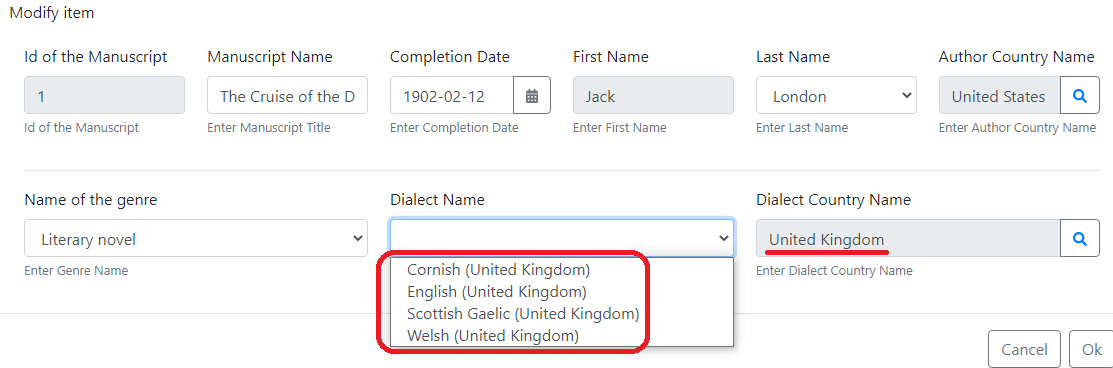 Modify item
Id of the Manuscript Manuscript Name Completion Date First Name Last Name Author Country Name
1 The Cruise of the D 1902-02-12 Jack London United States
Id of the Manuscript Enter Manuscript Title Enter Completion Date Enter First Name Enter Last Name Enter Author Country Name
Name of the genre Dialect Name Dialect Country Name
Literary novel United Kingdom
Enter Genre Name Enter Dialect Country Name
Cornish (United Kingdom)
English (United Kingdom)
Scottish Gaelic (United Kingdom)
Welsh (United Kingdom)
Cancel Ok